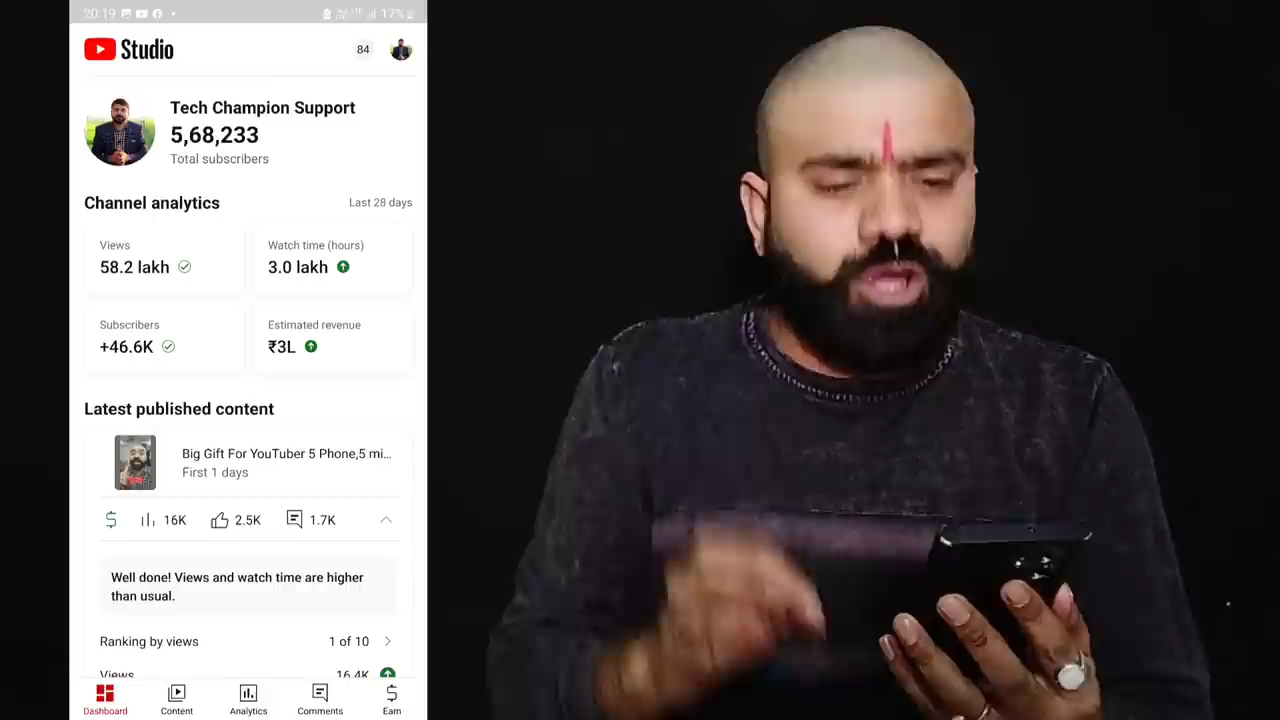 20:19
17%
Studio
84
Tech Champion Support
5,68,233
Total subscribers
Channel analytics
Last 28 days
Views
Watch time (hours)
58.2 lakh
3.0 lakh
Subscribers
Estimated revenue
+46.6K
₹3L
Latest published content
Big Gift For YouTuber 5 Phone,5 mi...
First 1 days
16K
2.5K
1.7K
Well done! Views and watch time are higher
than usual.
Ranking by views
1 of 10
Views
16.4K
Dashboard
Content
Analytics
Comments
Earn